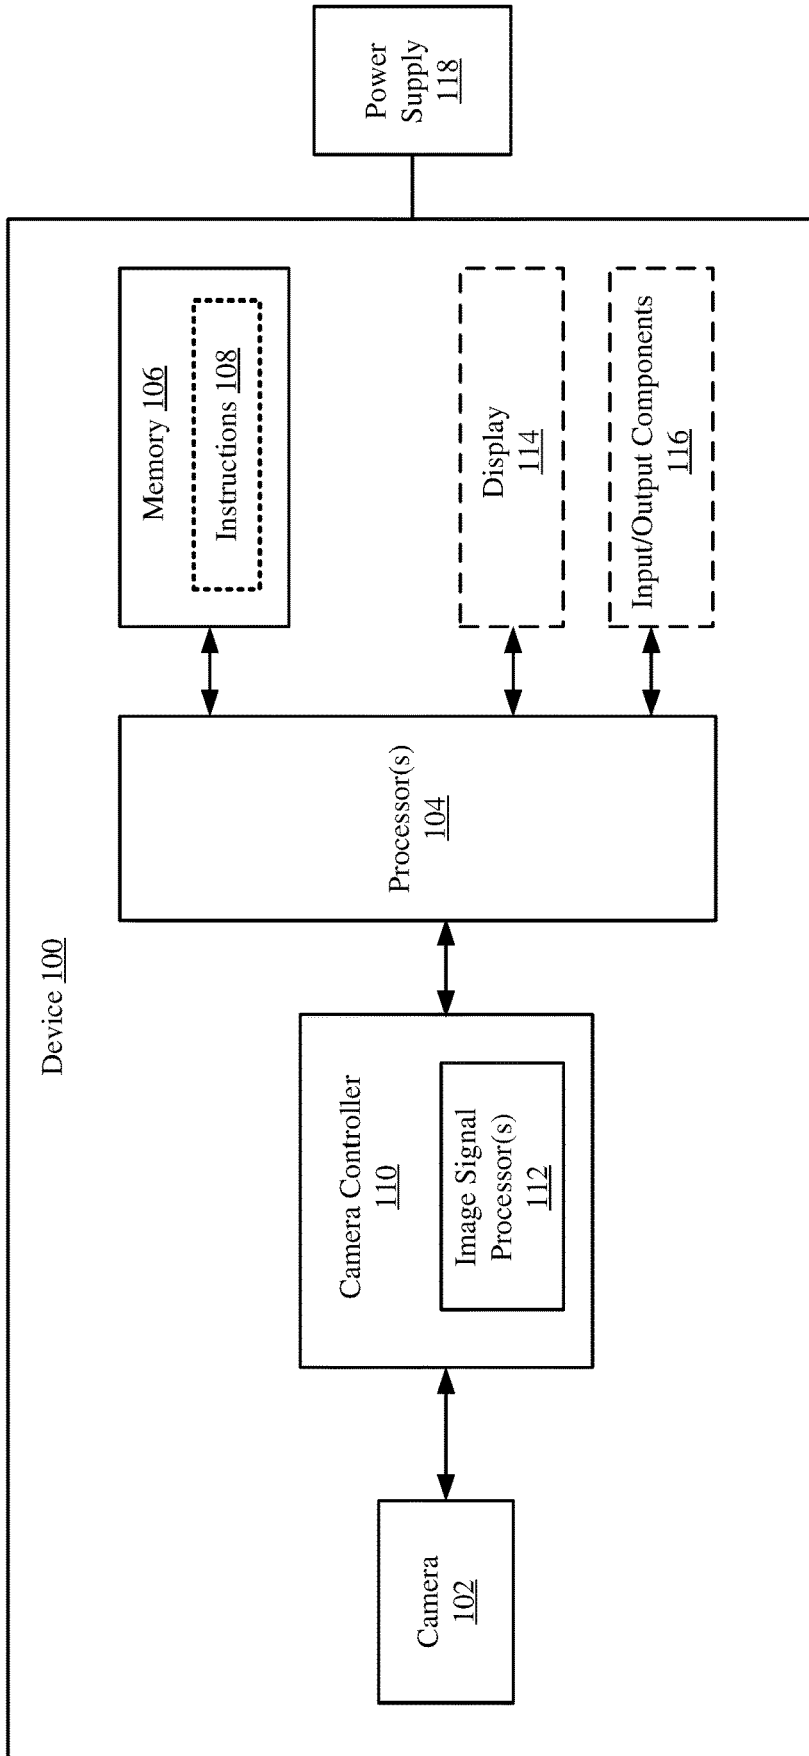 Device 100
Camera
102
Camera Controller
110
Image Signal
Processor(s)
112
Processor(s)
104
Memory 106
Instructions 108
Display
114
Input/Output Components
116
Power
Supply
118